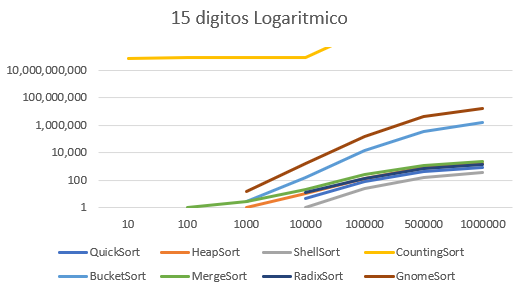 15 digitos Logaritmico
10,000,000,000
100,000,000
1,000,000
10,000
100
1
10 100 1000 10000 100000 500000 1000000
QuickSort HeapSort ShellSort CountingSort
BucketSort MergeSort RadixSort GnomeSort